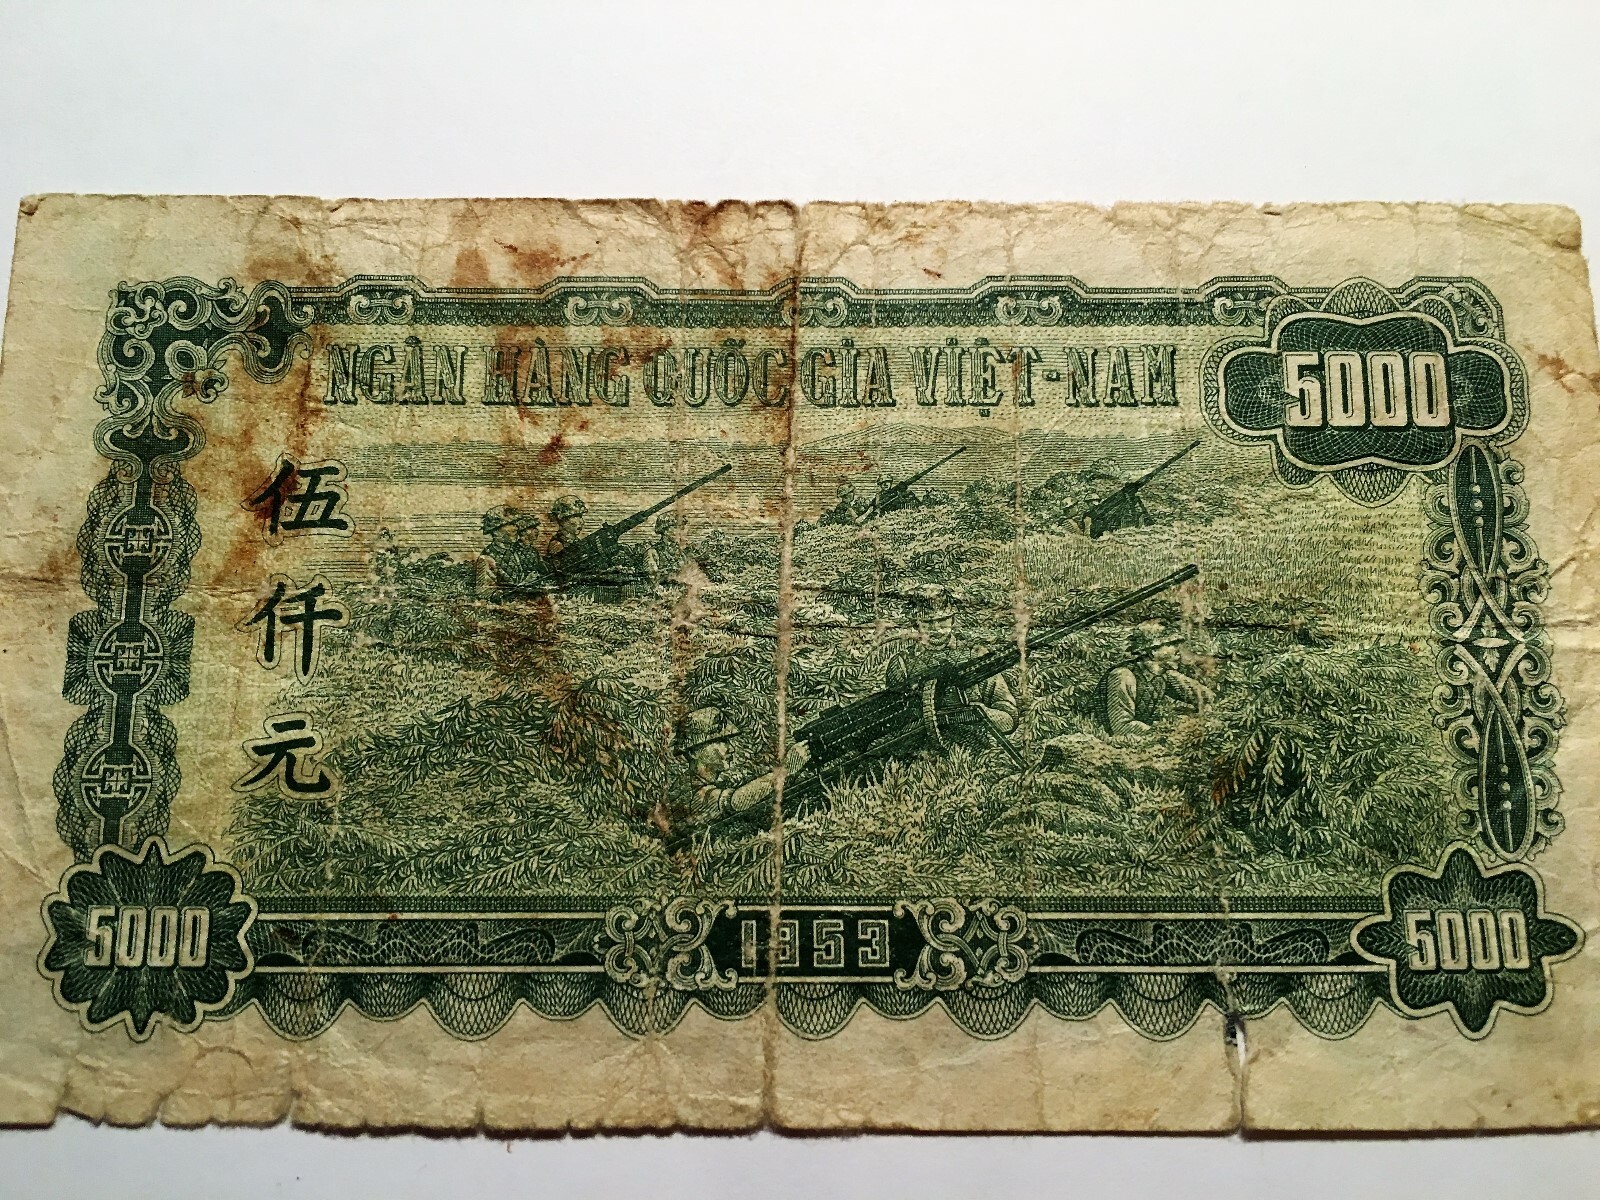 NGÂN HÀNG QUỐC GIA VIỆT-NAM
5000
伍仟元
5000
1953
5000